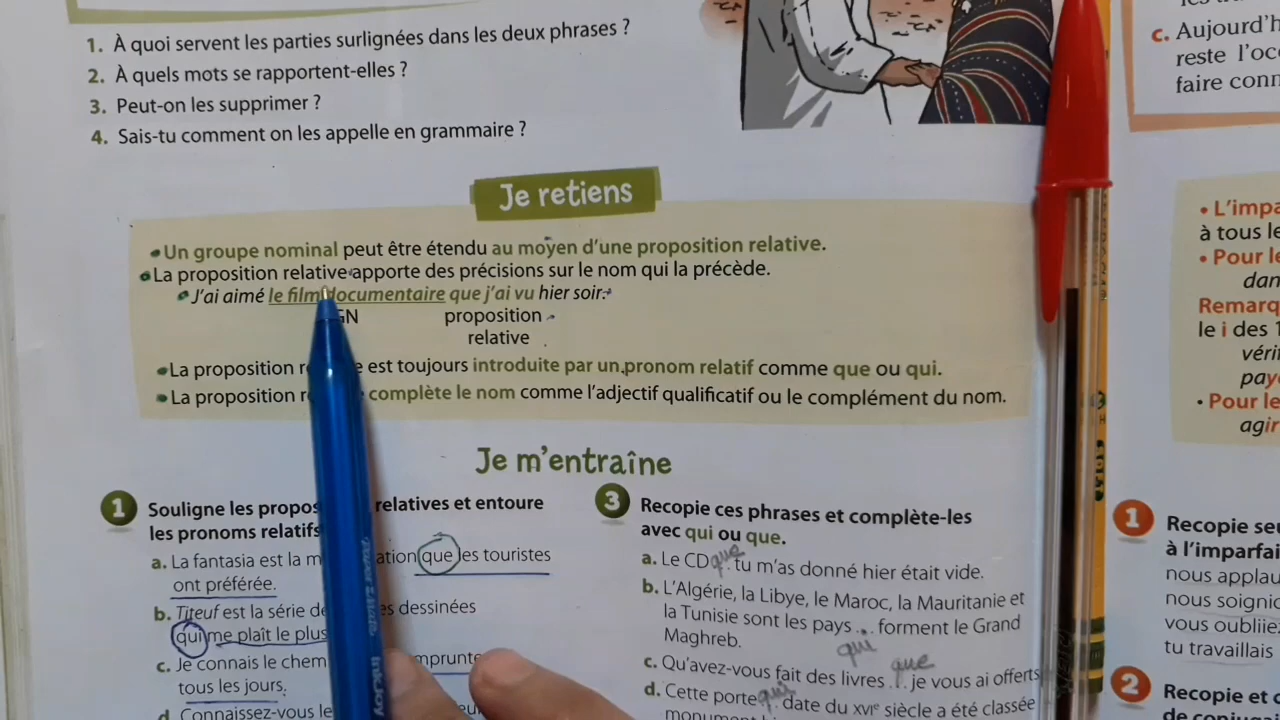 1. À quoi servent les parties surlignées dans les deux phrases ?
2. À quels mots se rapportent-elles ?
3. Peut-on les supprimer ?
4. Sais-tu comment on les appelle en grammaire ?
Je retiens
• Un groupe nominal peut être étendu au moyen d'une proposition relative.
• La proposition relative apporte des précisions sur le nom qui la précède.
• J'ai aimé le film documentaire que j'ai vu hier soir.
GN proposition
relative
• La proposition est toujours introduite par un pronom relatif comme que ou qui.
• La proposition complète le nom comme l'adjectif qualificatif ou le complément du nom.
Je m'entraîne
1 Souligne les relatives et entoure
les pronoms relatifs
a. La fantasia est la que les touristes
ont préférée.
b. Titeuf est la série dessinées
qui me plaît le plus
c. Je connais le
tous les jours.
d. Connaissez-vous
3 Recopie ces phrases et complète-les
avec qui ou que.
a. Le CD que tu m'as donné hier était vide.
b. L'Algérie, la Libye, le Maroc, la Mauritanie et
la Tunisie sont les pays ... forment le Grand
qui
Maghreb.
que
c. Qu'avez-vous fait des livres ... je vous ai offerts
d. Cette porte qui date du XVIe siècle a été classée
c. Aujourd'h
reste l'oc
faire conn
• L'impa
à tous le
• Pour le
dan
Remarq
le i des 1
véri
paye
• Pour le
agir
1 Recopie seu
à l'imparfai
nous applau
nous soignio
vous oubliiez
tu travaillais
2 Recopie et c
de conju